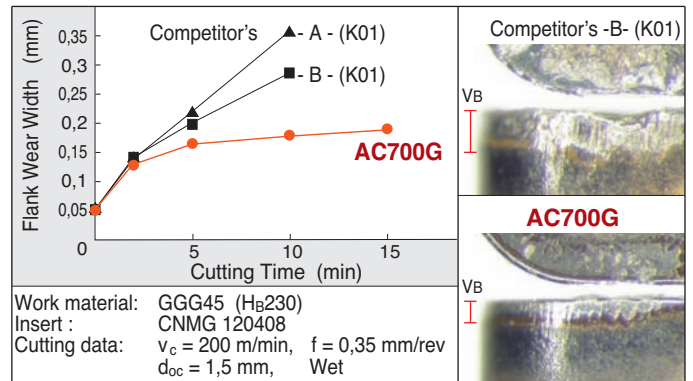 Competitor's
- A - (K01)
- B - (K01)
AC700G
Flank Wear Width (mm)
0,35
0,3
0,25
0,2
0,15
0,1
0,05
0
5
10
15
Cutting Time (min)
Work material: GGG45 (HB230)
Insert : CNMG 120408
Cutting data: vc = 200 m/min, f = 0,35 mm/rev
doc = 1,5 mm, Wet
Competitor's -B- (K01)
VB
AC700G
VB